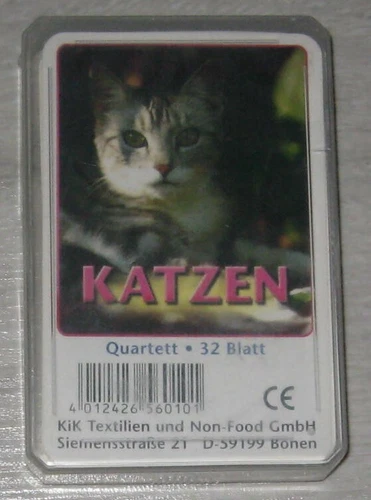 KATZEN
Quartett • 32 Blatt
4 012426 560101
CE
KiK Textilien und Non-Food GmbH
Siemensstraße 21 D-59199 Bönen